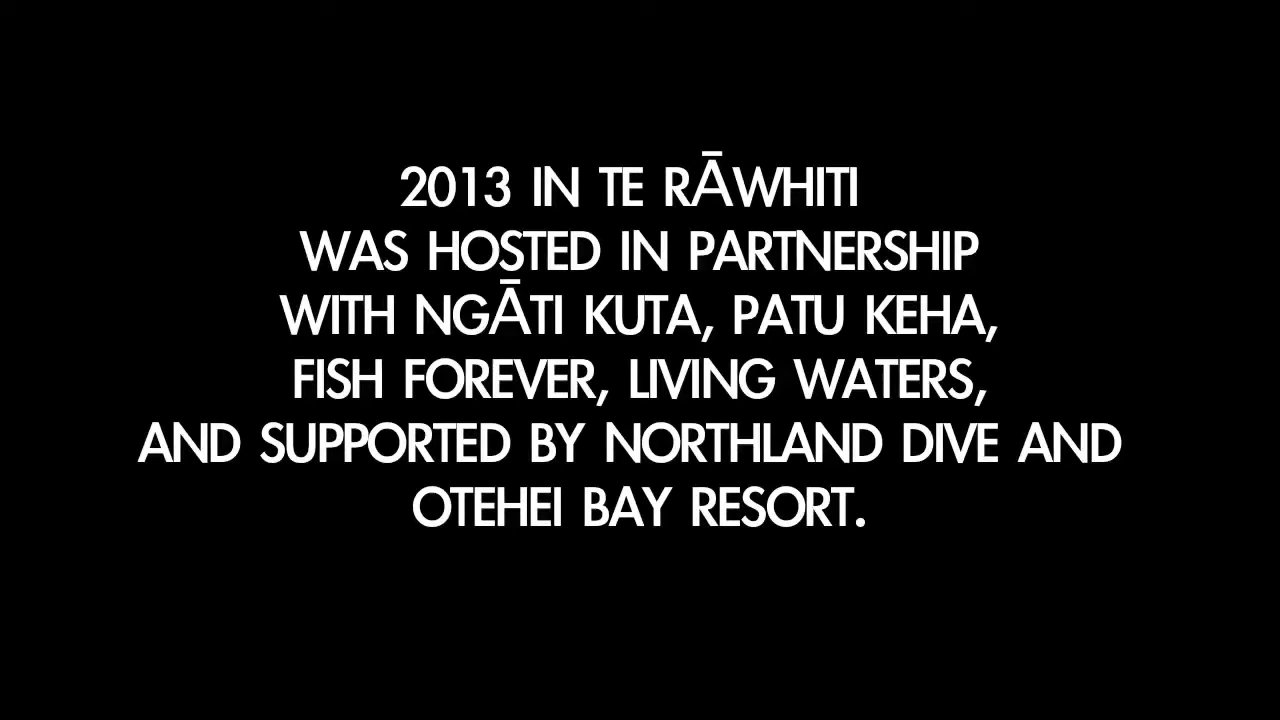 2013 IN TE RĀWHITI
WAS HOSTED IN PARTNERSHIP
WITH NGĀTI KUTA, PATU KEHA,
FISH FOREVER, LIVING WATERS,
AND SUPPORTED BY NORTHLAND DIVE AND
OTEHEI BAY RESORT.